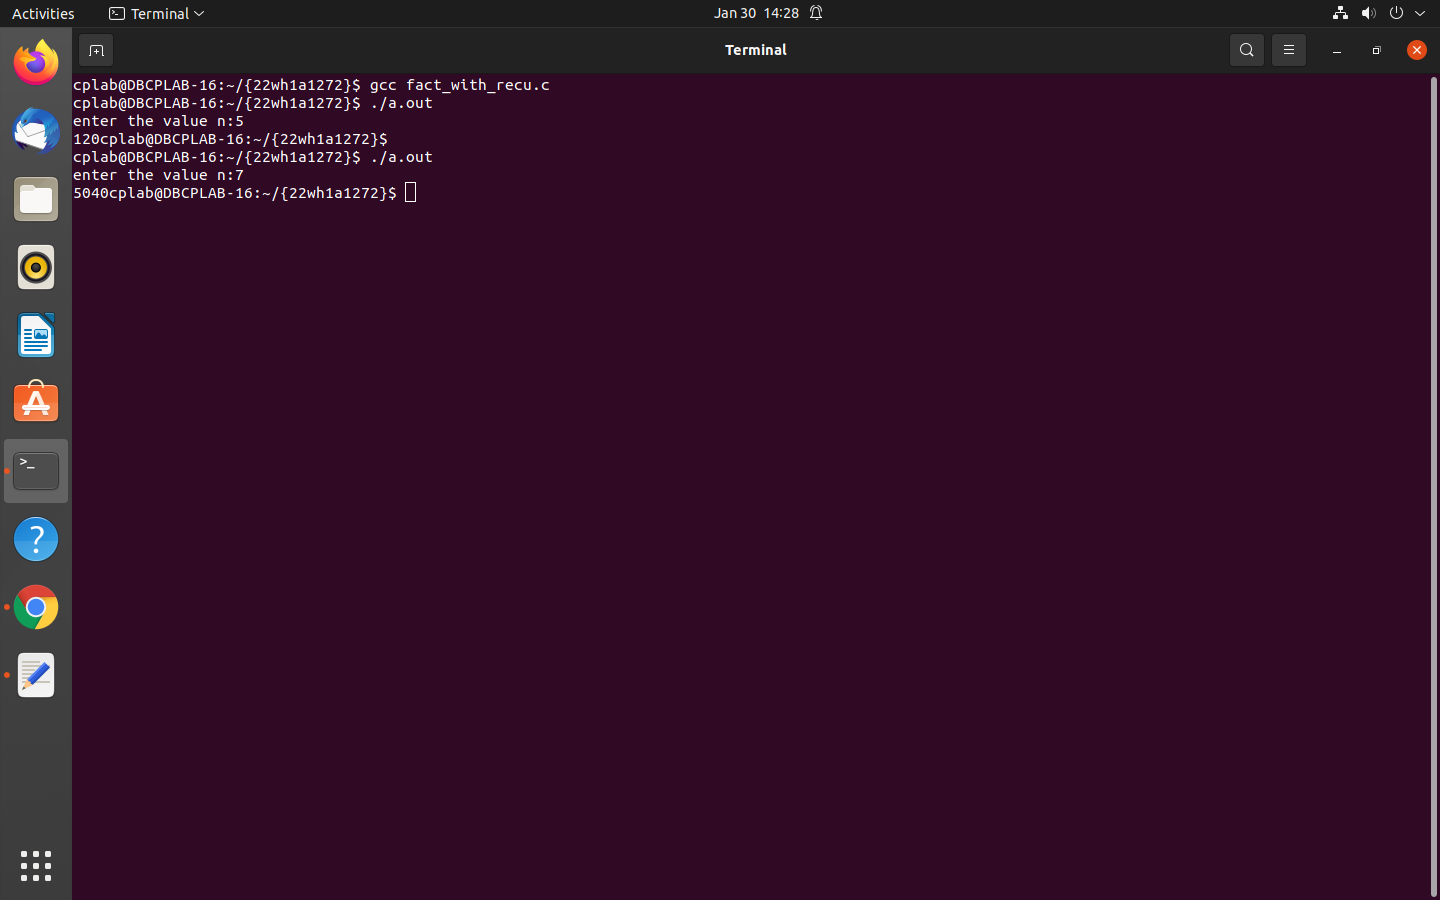 Activities
Terminal
Jan 30 14:28
Terminal
cplab@DBCPLAB-16:~/{22wh1a1272}$ gcc fact_with_recu.c
cplab@DBCPLAB-16:~/{22wh1a1272}$ ./a.out
enter the value n:5
120cplab@DBCPLAB-16:~/{22wh1a1272}$
cplab@DBCPLAB-16:~/{22wh1a1272}$ ./a.out
enter the value n:7
5040cplab@DBCPLAB-16:~/{22wh1a1272}$